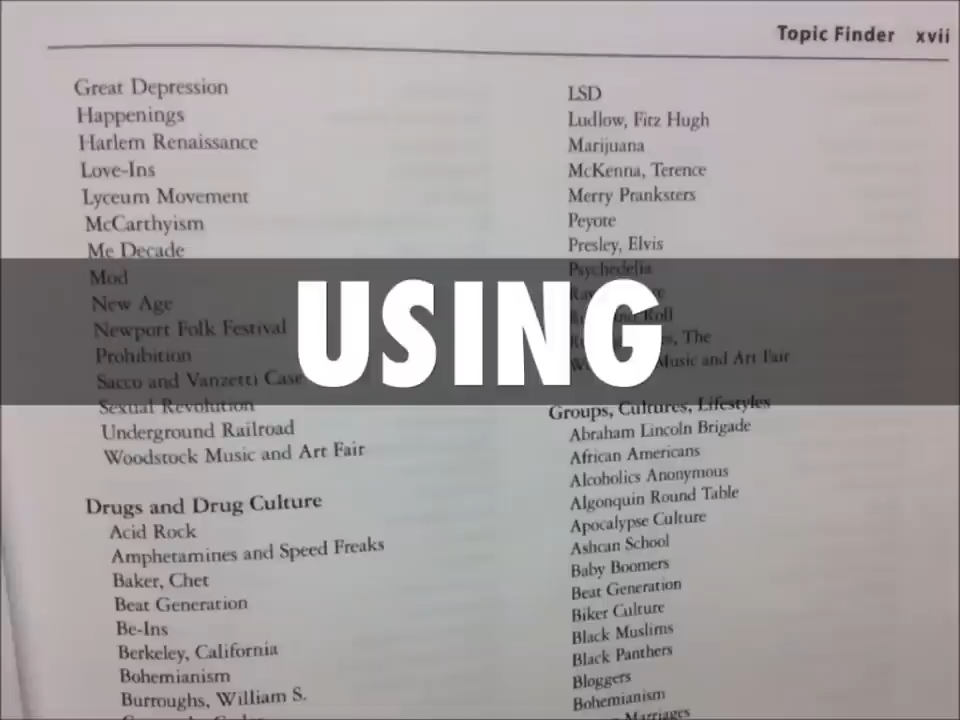 Topic Finder xvii
Great Depression
Happenings
Harlem Renaissance
Love-Ins
Lyceum Movement
McCarthyism
Me Decade
Mod
New Age
Newport Folk Festival
Prohibition
Sacco and Vanzetti Case
Sexual Revolution
Underground Railroad
Woodstock Music and Art Fair
Drugs and Drug Culture
Acid Rock
Amphetamines and Speed Freaks
Baker, Chet
Beat Generation
Be-Ins
Berkeley, California
Bohemianism
Burroughs, William S.
LSD
Ludlow, Fitz Hugh
Marijuana
McKenna, Terence
Merry Pranksters
Peyote
Presley, Elvis
Psychedelia
Roll
The
Music and Art Fair
Groups, Cultures, Lifestyles
Abraham Lincoln Brigade
African Americans
Alcoholics Anonymous
Algonquin Round Table
Apocalypse Culture
Ashcan School
Baby Boomers
Beat Generation
Biker Culture
Black Muslims
Black Panthers
Bloggers
Bohemianism
Marriages
USING